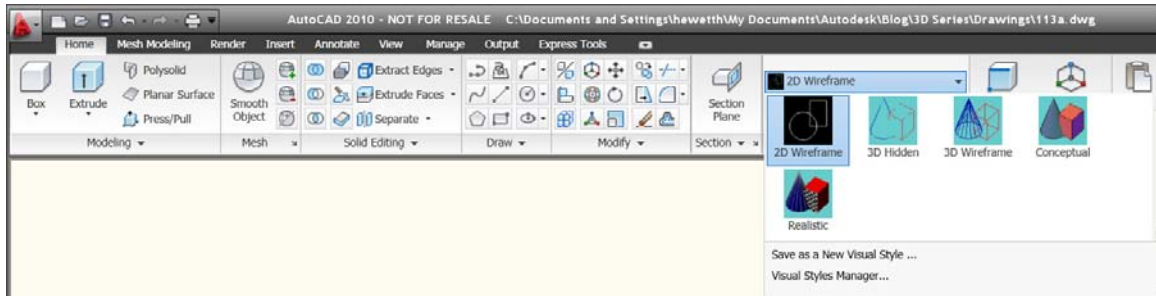 AutoCAD 2010 - NOT FOR RESALE C:\Documents and Settings\hewetth\My Documents\Autodesk\Blog\3D Series\Drawings\113a.dwg
Home Mesh Modeling Render Insert Annotate View Manage Output Express Tools
Box
Extrude
Polysolid
Planar Surface
Press/Pull
Modeling
Smooth
Object
Mesh
Extract Edges
Extrude Faces
Separate
Solid Editing
Draw
Modify
Section
Plane
Section
2D Wireframe
2D Wireframe
3D Hidden
3D Wireframe
Conceptual
Realistic
Save as a New Visual Style ...
Visual Styles Manager...